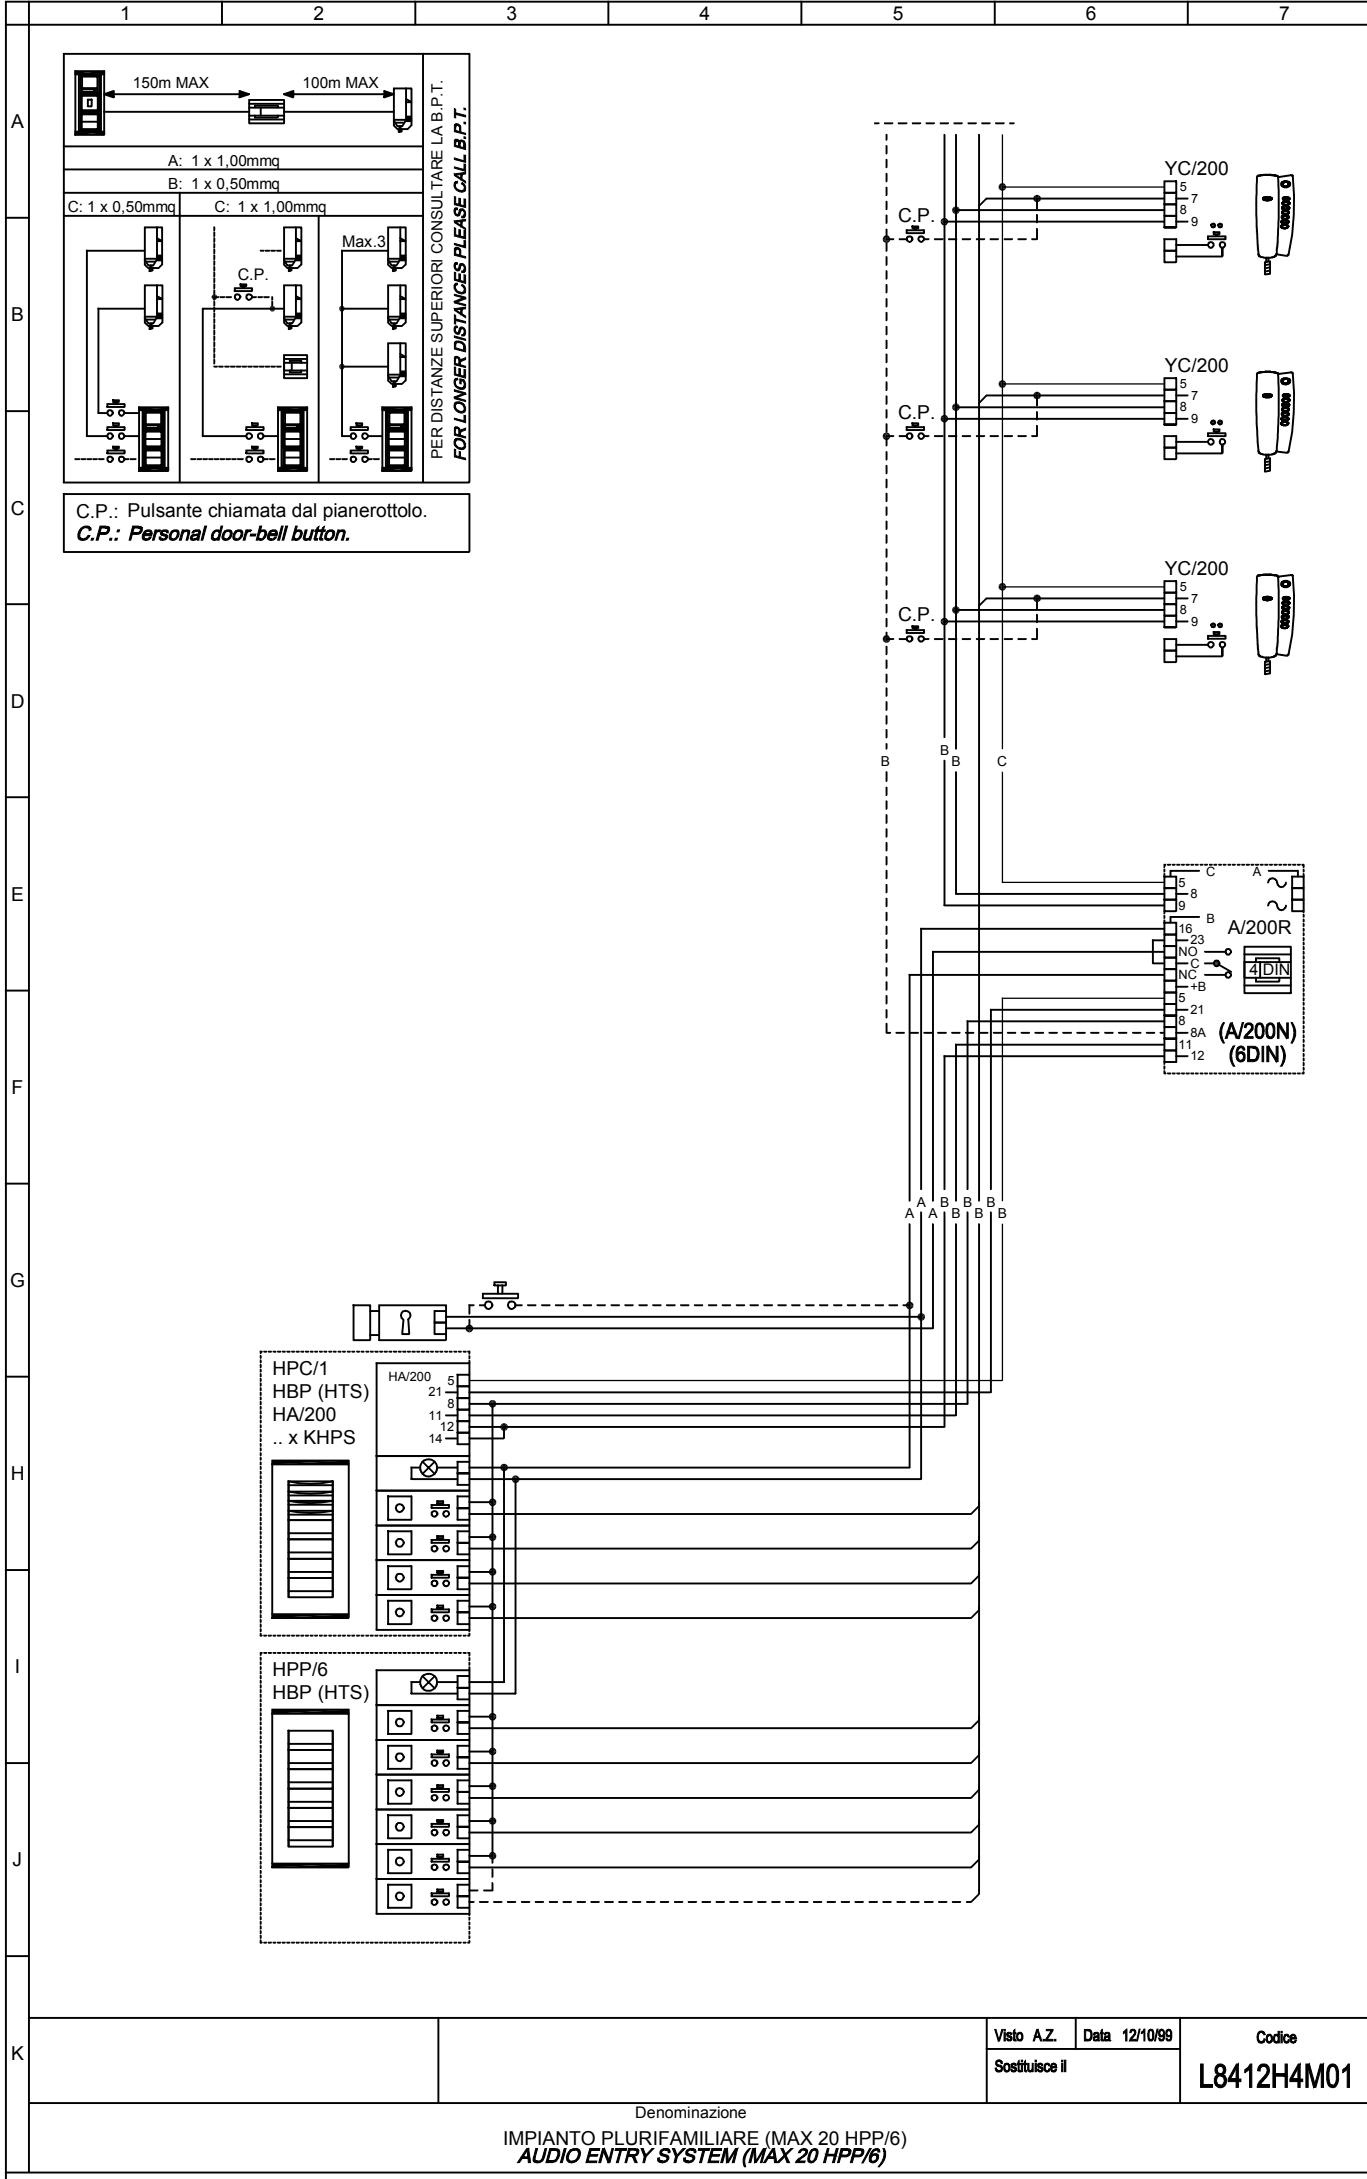 1 2 3 4 5 6 7
A
B
C
D
E
F
G
H
I
J
K
150m MAX
100m MAX
A: 1 x 1,00mmq
B: 1 x 0,50mmq
C: 1 x 0,50mmq
C: 1 x 1,00mmq
C.P.
Max.3
PER DISTANZE SUPERIORI CONSULTARE LA B.P.T.
FOR LONGER DISTANCES PLEASE CALL B.P.T.
C.P.: Pulsante chiamata dal pianerottolo.
C.P.: Personal door-bell button.
YC/200
5
7
8
9
C.P.
YC/200
5
7
8
9
C.P.
YC/200
5
7
8
9
C.P.
B
B
B
C
C
A
5
8
9
B
16
23
NO
C
NC
+B
5
21
8
8A
11
12
A/200R
4 DIN
(A/200N)
(6DIN)
A
A
A
B
B
B
B
B
B
HPC/1
HBP (HTS)
HA/200
.. x KHPS
HA/200
5
21
8
11
12
14
HPP/6
HBP (HTS)
Visto A.Z.
Data 12/10/99
Codice
Sostituisce il
L8412H4M01
Denominazione
IMPIANTO PLURIFAMILIARE (MAX 20 HPP/6)
AUDIO ENTRY SYSTEM (MAX 20 HPP/6)